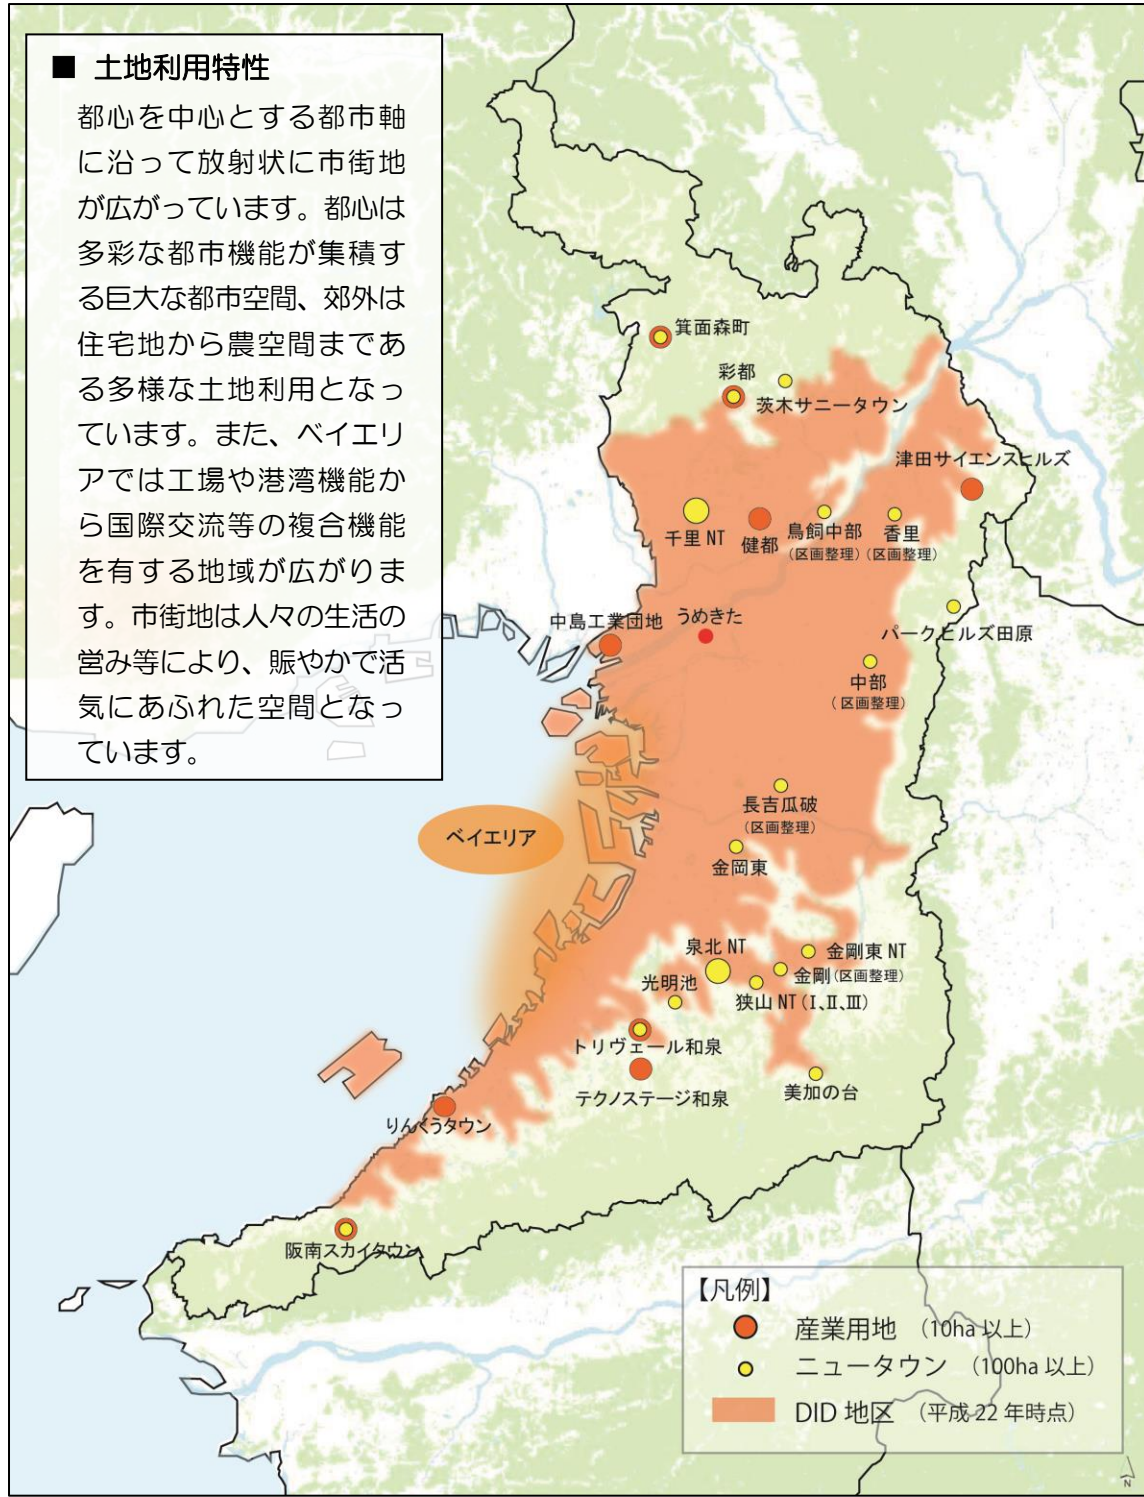 ■ 土地利用特性
都心を中心とする都市軸
に沿って放射状に市街地
が広がっています。都心は
多彩な都市機能が集積す
る巨大な都市空間、郊外は
住宅地から農空間まであ
る多様な土地利用となっ
ています。また、ベイエリ
アでは工場や港湾機能か
ら国際交流等の複合機能
を有する地域が広がりま
す。市街地は人々の生活の
営み等により、賑やかで活
気にあふれた空間となっ
ています。
箕面森町
彩都
茨木サニータウン
津田サイエンスヒルズ
千里 NT
健都
鳥飼中部
(区画整理)
香里
(区画整理)
中島工業団地
うめきた
パークヒルズ田原
中部
(区画整理)
ベイエリア
長吉瓜破
(区画整理)
金岡東
泉北 NT
金剛東 NT
金剛(区画整理)
光明池
狭山 NT(Ⅰ、Ⅱ、Ⅲ)
トリヴェール和泉
テクノステージ和泉
美加の台
りんくうタウン
阪南スカイタウン
【凡例】
産業用地 (10ha 以上)
ニュータウン (100ha 以上)
DID 地区 (平成 22 年時点)
N